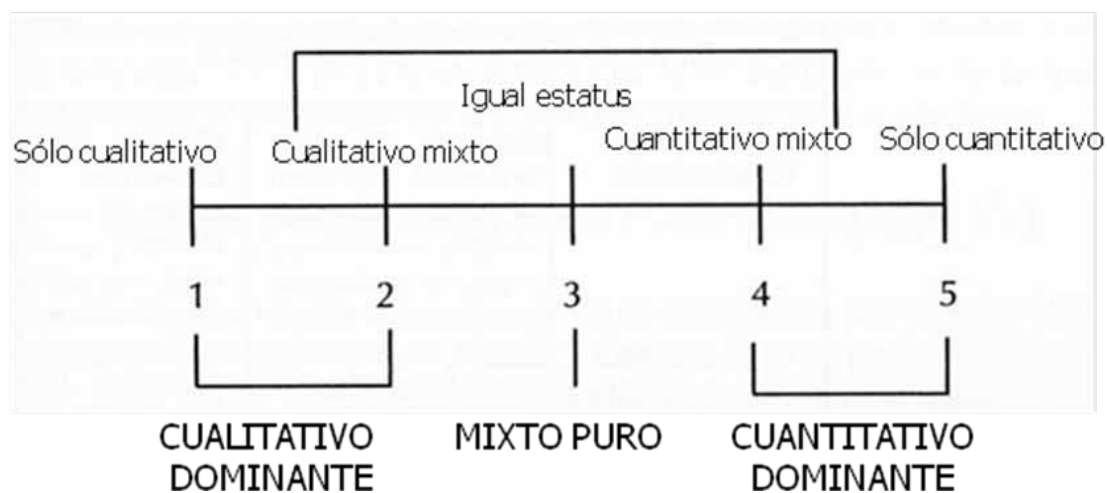 Igual estatus
Sólo cualitativo
Cualitativo mixto
Cuantitativo mixto
Sólo cuantitativo
1 2 3 4 5
CUALITATIVO DOMINANTE
MIXTO PURO
CUANTITATIVO DOMINANTE